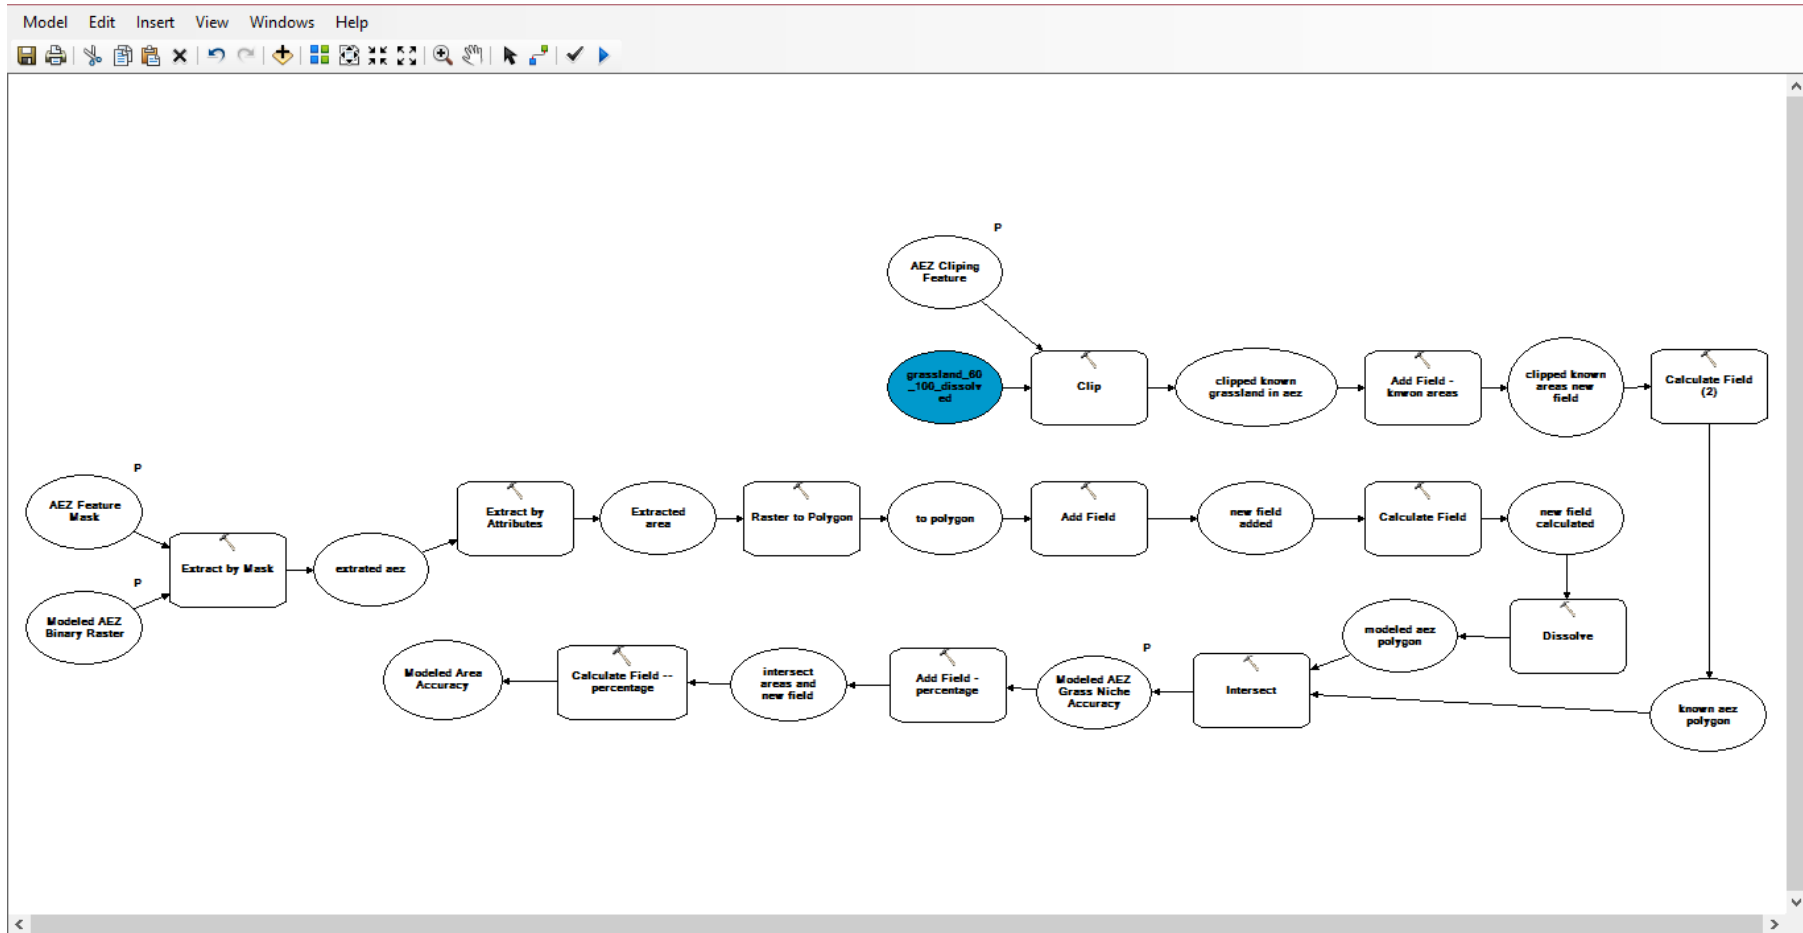 Model Edit Insert View Windows Help
P
AEZ Cliping
Feature
grassland_60
_100_dissolv
ed
Clip
clipped known
grassland in aez
Add Field -
knwon areas
clipped known
areas new
field
Calculate Field
(2)
P
AEZ Feature
Mask
P
Modeled AEZ
Binary Raster
Extract by Mask
extrated aez
Extract by
Attributes
Extracted
area
Raster to Polygon
to polygon
Add Field
new field
added
Calculate Field
new field
calculated
Dissolve
modeled aez
polygon
known aez
polygon
Intersect
P
Modeled AEZ
Grass Niche
Accuracy
Add Field -
percentage
intersect
areas and
new field
Calculate Field --
percentage
Modeled Area
Accuracy